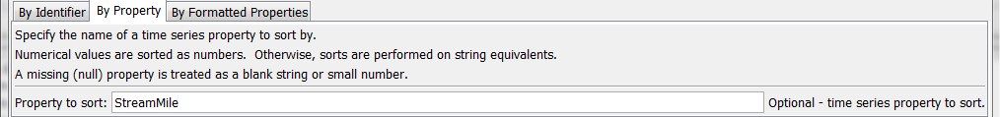 By Identifier By Property By Formatted Properties
Specify the name of a time series property to sort by.
Numerical values are sorted as numbers.  Otherwise, sorts are performed on string equivalents.
A missing (null) property is treated as a blank string or small number.
Property to sort: StreamMile Optional - time series property to sort.